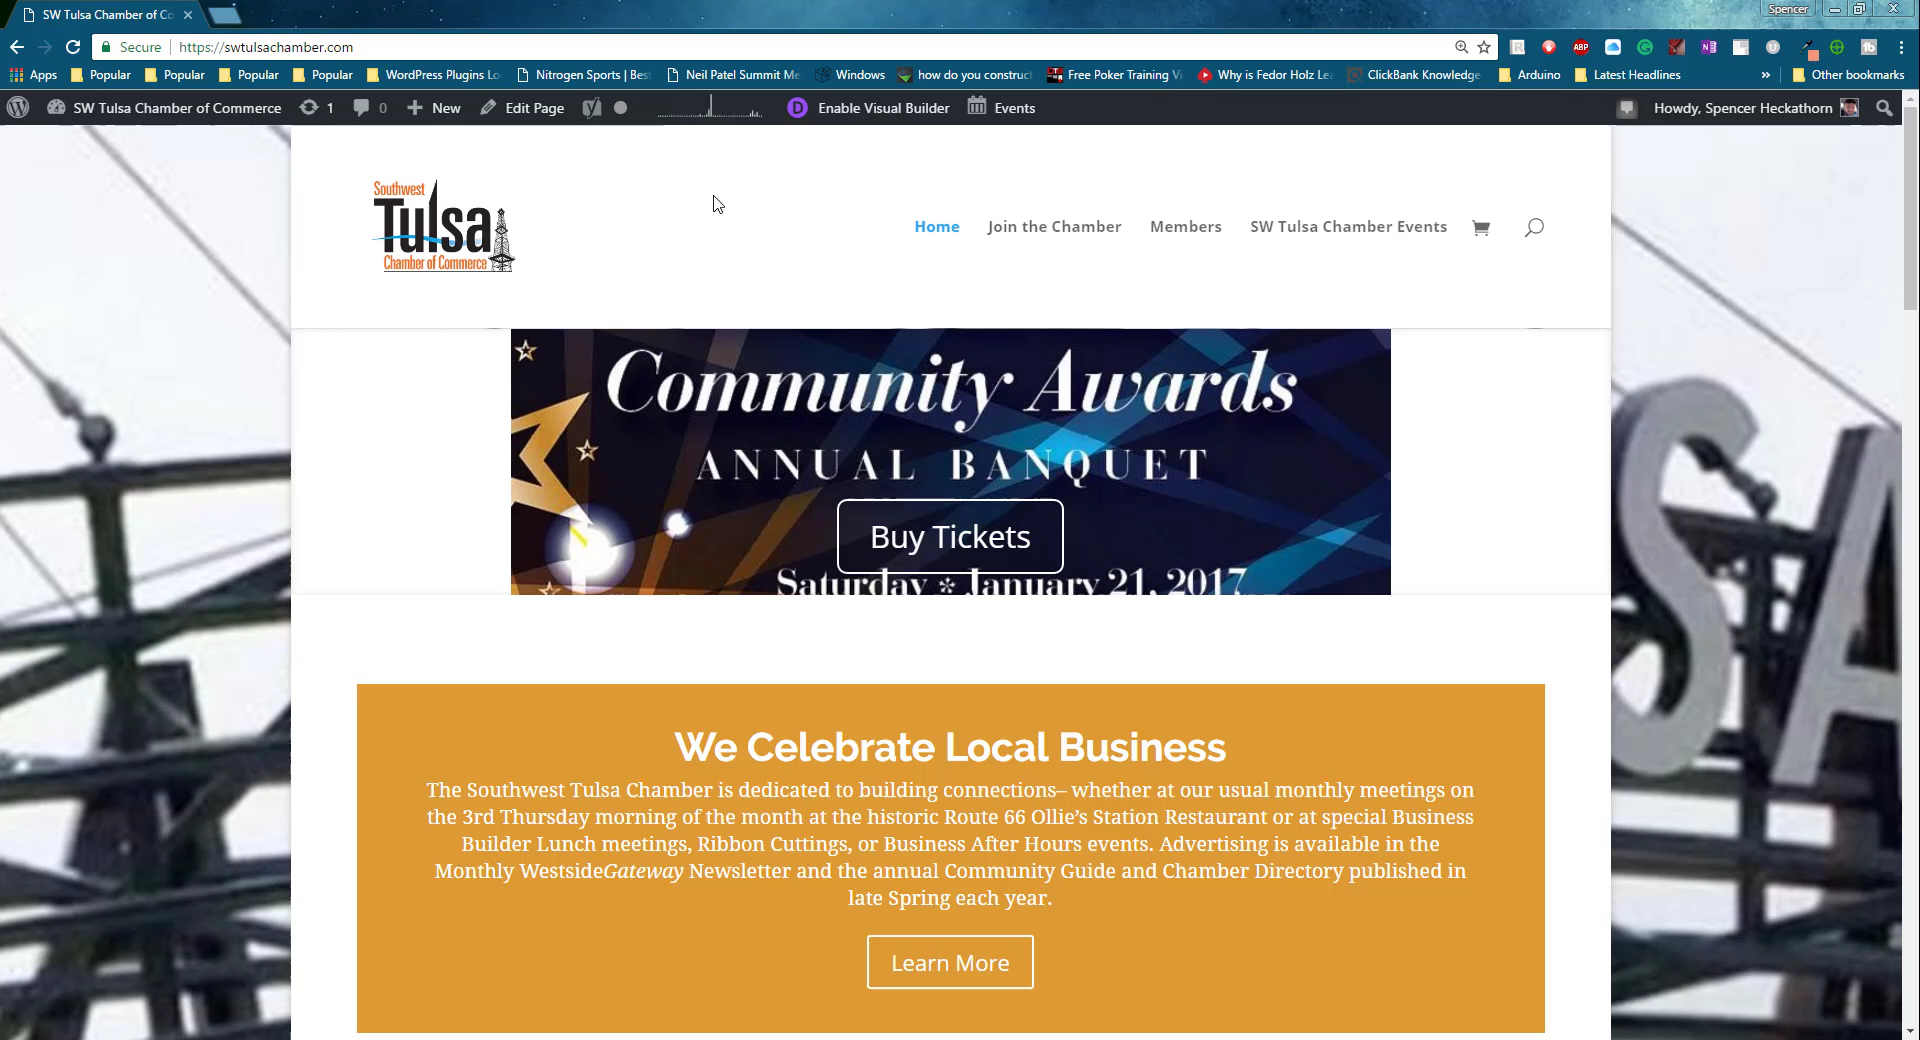 SW Tulsa Chamber of Co
Spencer
Secure https://swtulsachamber.com
ABP
Apps Popular Popular Popular Popular WordPress Plugins Lo Nitrogen Sports | Bes Neil Patel Summit Me Windows how do you construct Free Poker Training Vi Why is Fedor Holz Lea ClickBank Knowledge Arduino Latest Headlines » Other bookmarks
SW Tulsa Chamber of Commerce 1 0 New Edit Page D Enable Visual Builder Events Howdy, Spencer Heckathorn
Southwest
Tulsa
Chamber of Commerce
Home Join the Chamber Members SW Tulsa Chamber Events
Community Awards
ANNUAL BANQUET
Buy Tickets
Saturday * January 21, 2017
SA
We Celebrate Local Business
The Southwest Tulsa Chamber is dedicated to building connections– whether at our usual monthly meetings on
the 3rd Thursday morning of the month at the historic Route 66 Ollie’s Station Restaurant or at special Business
Builder Lunch meetings, Ribbon Cuttings, or Business After Hours events. Advertising is available in the
Monthly WestsideGateway Newsletter and the annual Community Guide and Chamber Directory published in
late Spring each year.
Learn More